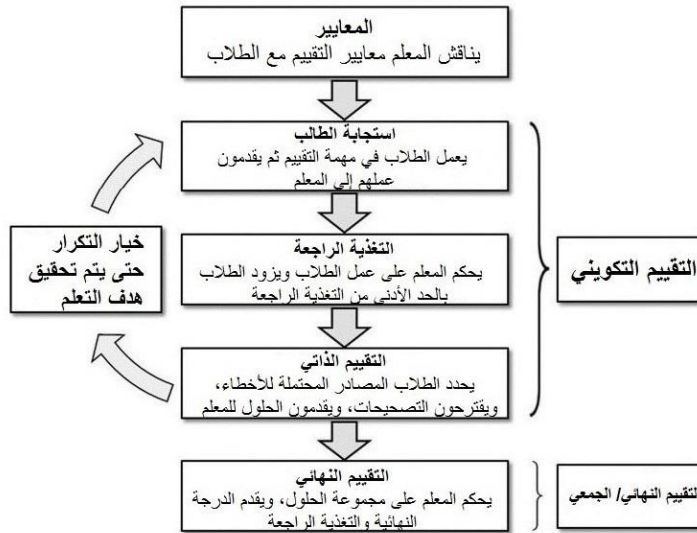 المعايير
يناقش المعلم معايير التقييم مع الطلاب
استجابة الطالب
يعمل الطلاب في مهمة التقييم ثم يقدمون
عملهم إلى المعلم
التغذية الراجعة
يحكم المعلم على عمل الطلاب ويزود الطلاب
بالحد الأدنى من التغذية الراجعة
التقييم الذاتي
يحدد الطلاب المصادر المحتملة للأخطاء،
ويقترحون التصحيحات، ويقدمون الحلول للمعلم
التقييم التكويني
خيار التكرار
حتى يتم تحقيق
هدف التعلم
التقييم النهائي
يحكم المعلم على مجموعة الحلول، ويقدم الدرجة
النهائية والتغذية الراجعة
التقييم النهائي/ الجمعي